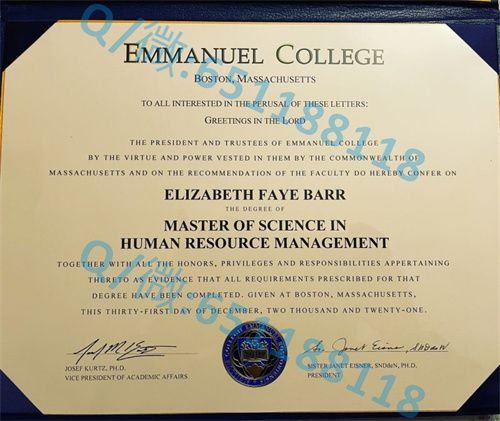 EMMANUEL COLLEGE
BOSTON, MASSACHUSETTS
TO ALL INTERESTED IN THE PERUSAL OF THESE LETTERS:
GREETINGS IN THE LORD
THE PRESIDENT AND TRUSTEES OF EMMANUEL COLLEGE
BY THE VIRTUE AND POWER VESTED IN THEM BY THE COMMONWEALTH OF
MASSACHUSETTS AND ON THE RECOMMENDATION OF THE FACULTY DO HEREBY CONFER ON
ELIZABETH FAYE BARR
THE DEGREE OF
MASTER OF SCIENCE IN
HUMAN RESOURCE MANAGEMENT
TOGETHER WITH ALL THE HONORS, PRIVILEGES AND RESPONSIBILITIES APPERTAINING
THERETO AS EVIDENCE THAT ALL REQUIREMENTS PRESCRIBED FOR THAT
DEGREE HAVE BEEN COMPLETED. GIVEN AT BOSTON, MASSACHUSETTS,
THIS THIRTY-FIRST DAY OF DECEMBER, TWO THOUSAND AND TWENTY-ONE.
Sr. Janet Eisner, SNDdeN
JOSEF KURTZ, PH.D.
VICE PRESIDENT OF ACADEMIC AFFAIRS
SISTER JANET EISNER, SNDdeN, PH.D.
PRESIDENT
Q/微:651188118
Q/微:651188118